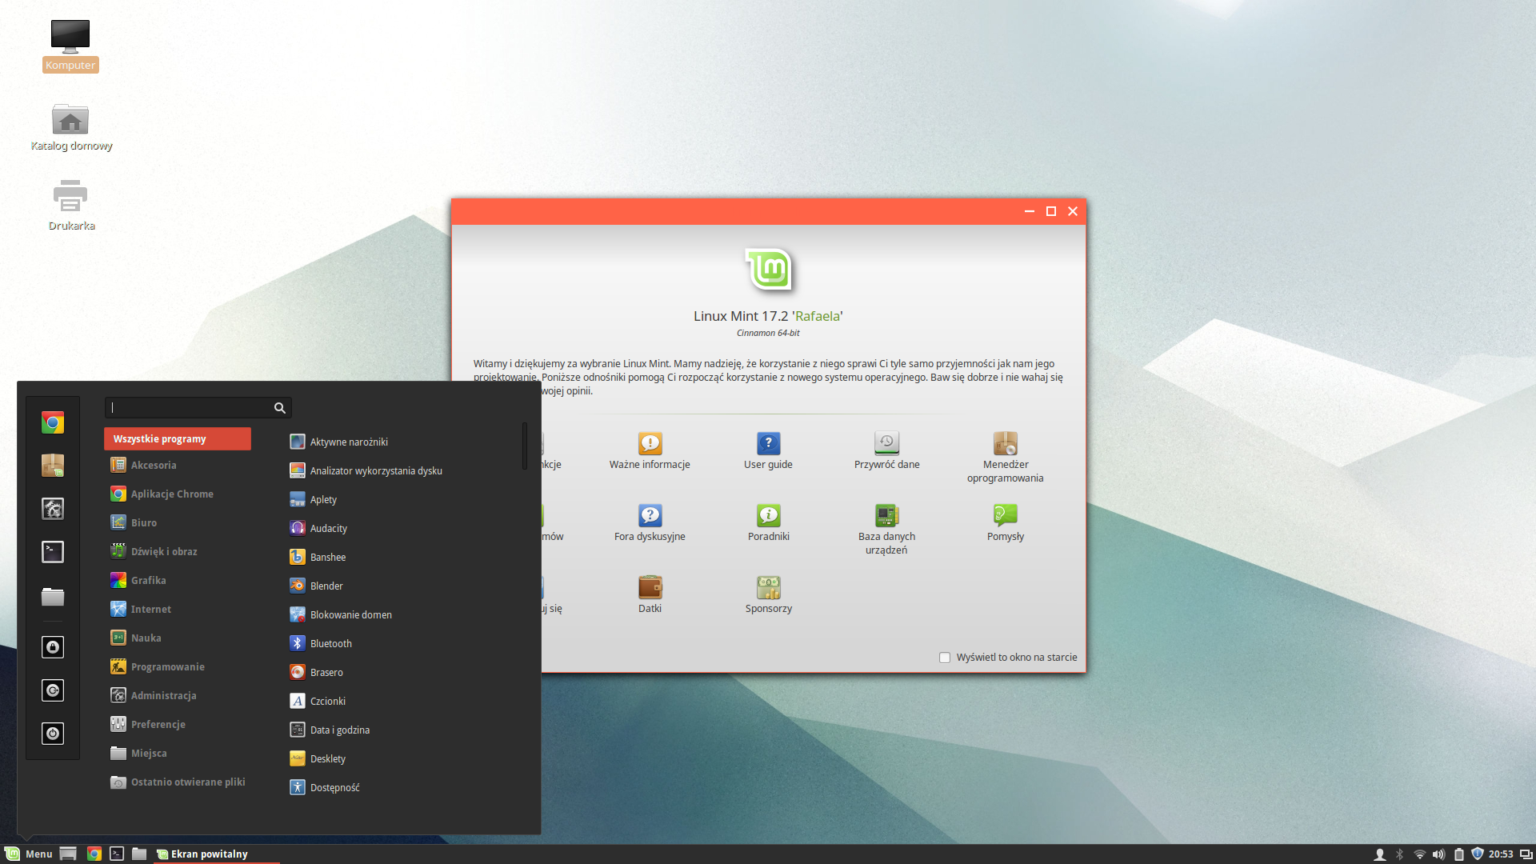 Komputer
Katalog domowy
Drukarka
Linux Mint 17.2 'Rafaela'
Cinnamon 64-bit
Witamy i dziękujemy za wybranie Linux Mint. Mamy nadzieję, że korzystanie z niego sprawi Ci tyle samo przyjemności jak nam jego
projektowanie. Poniższe odnośniki pomogą Ci rozpocząć korzystanie z nowego systemu operacyjnego. Baw się dobrze i nie wahaj się
wojej opinii.
kcje
Ważne informacje
User guide
Przywróć dane
Menedżer
oprogramowania
mów
Fora dyskusyjne
Poradniki
Baza danych
urządzeń
Pomysły
uj się
Datki
Sponsorzy
Wyświetl to okno na starcie
Wszystkie programy
Akcesoria
Aplikacje Chrome
Biuro
Dźwięk i obraz
Grafika
Internet
Nauka
Programowanie
Administracja
Preferencje
Miejsca
Ostatnio otwierane pliki
Aktywne narożniki
Analizator wykorzystania dysku
Aplety
Audacity
Banshee
Blender
Blokowanie domen
Bluetooth
Brasero
Czcionki
Data i godzina
Desklety
Dostępność
Menu
Ekran powitalny
20:53